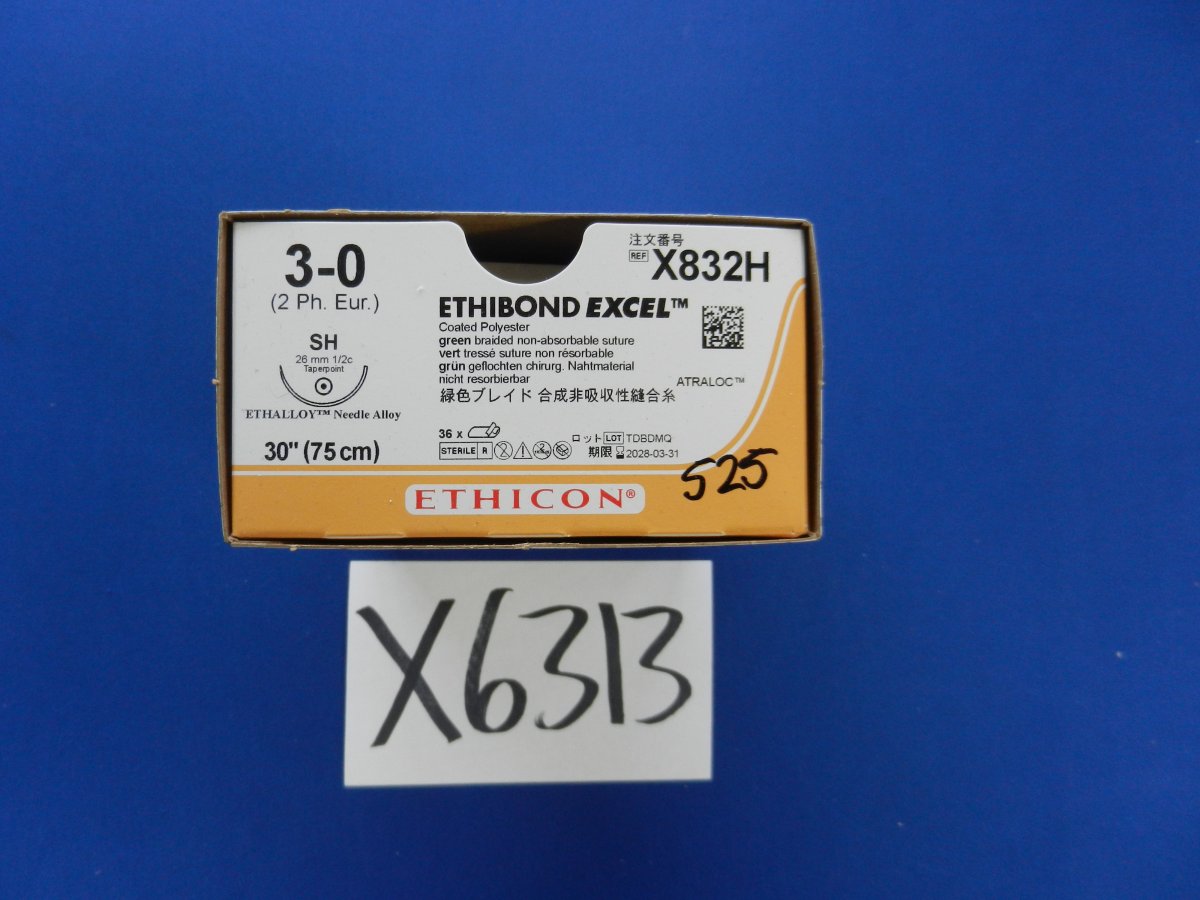 3-0
(2 Ph. Eur.)
SH
26 mm 1/2c
Taperpoint
ETHALLOY™ Needle Alloy
30" (75 cm)
注文番号
REF X832H
ETHIBOND EXCEL™
Coated Polyester
green braided non-absorbable suture
vert tressé suture non résorbable
grün geflochten chirurg. Nahtmaterial
nicht resorbierbar
ATRALOC™
緑色ブレイド 合成非吸収性縫合糸
36 x
ロット LOT TDBDMQ
STERILE R
期限 2028-03-31
525
ETHICON®
X6313